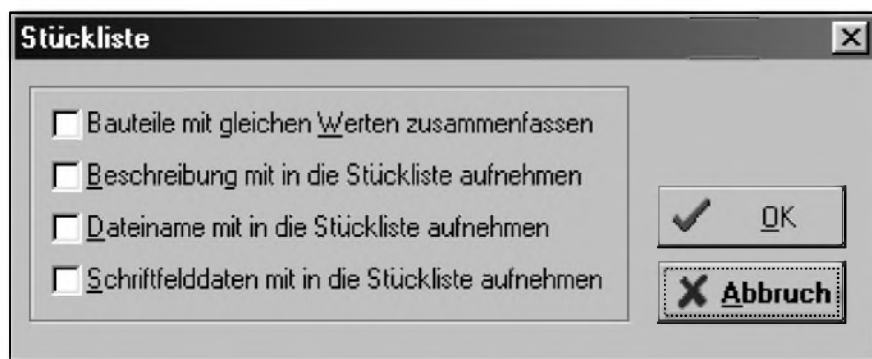 Stückliste
Bauteile mit gleichen Werten zusammenfassen
Beschreibung mit in die Stückliste aufnehmen
Dateiname mit in die Stückliste aufnehmen
Schriftfelddaten mit in die Stückliste aufnehmen
OK
Abbruch